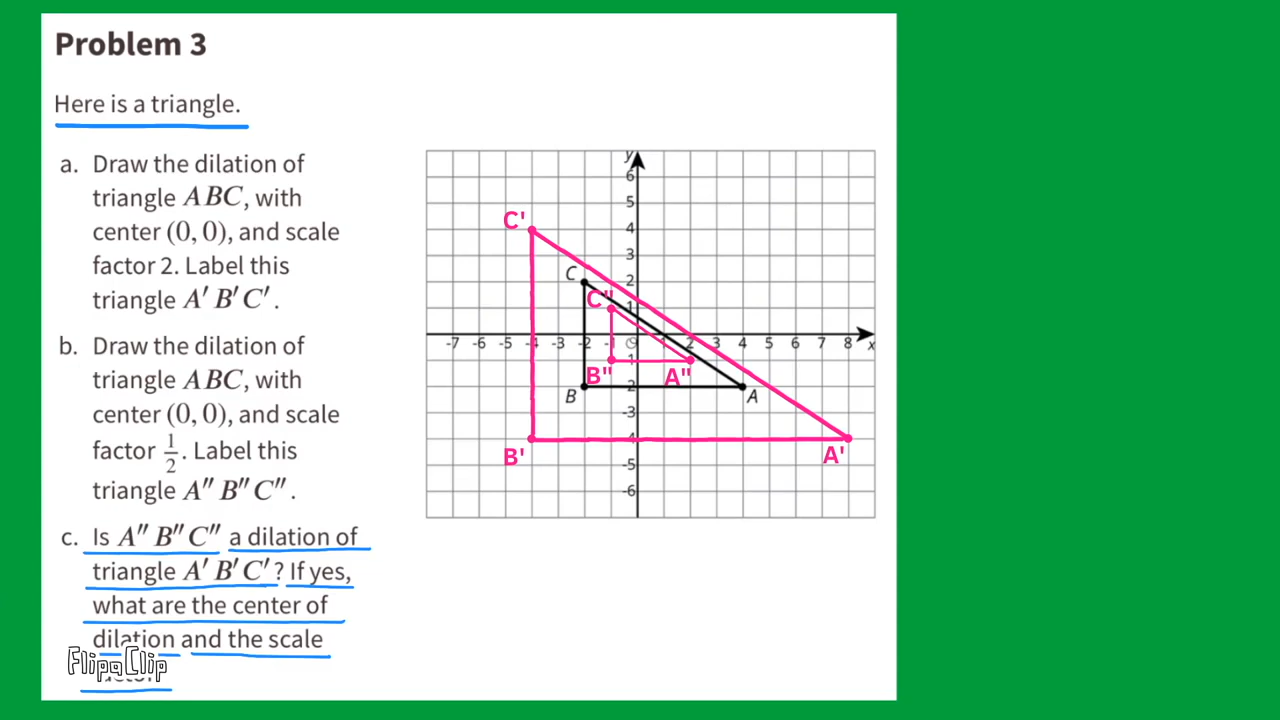 Problem 3
Here is a triangle.
a. Draw the dilation of
triangle ABC, with
center (0, 0), and scale
factor 2. Label this
triangle A′ B′ C′.
b. Draw the dilation of
triangle ABC, with
center (0, 0), and scale
factor 1/2. Label this
triangle A″ B″ C″.
c. Is A″ B″ C″ a dilation of
triangle A′ B′ C′? If yes,
what are the center of
dilation and the scale
FlipaClip
y
6
5
C'
4
3
C
2
C"
1
-7 -6 -5 -4 -3 -2 -1 O 1 2 3 4 5 6 7 8 x
B" A"
B A
-3
B' A'
-5
-6